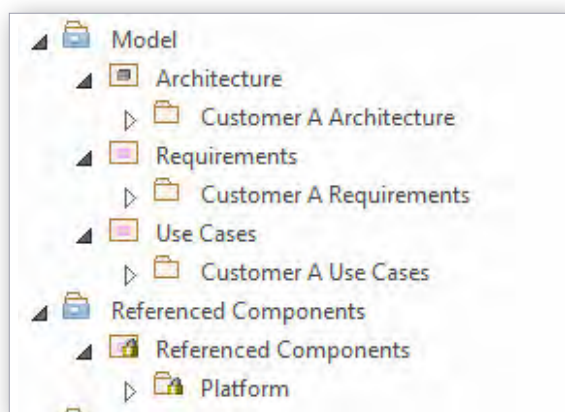 Model
Architecture
Customer A Architecture
Requirements
Customer A Requirements
Use Cases
Customer A Use Cases
Referenced Components
Referenced Components
Platform